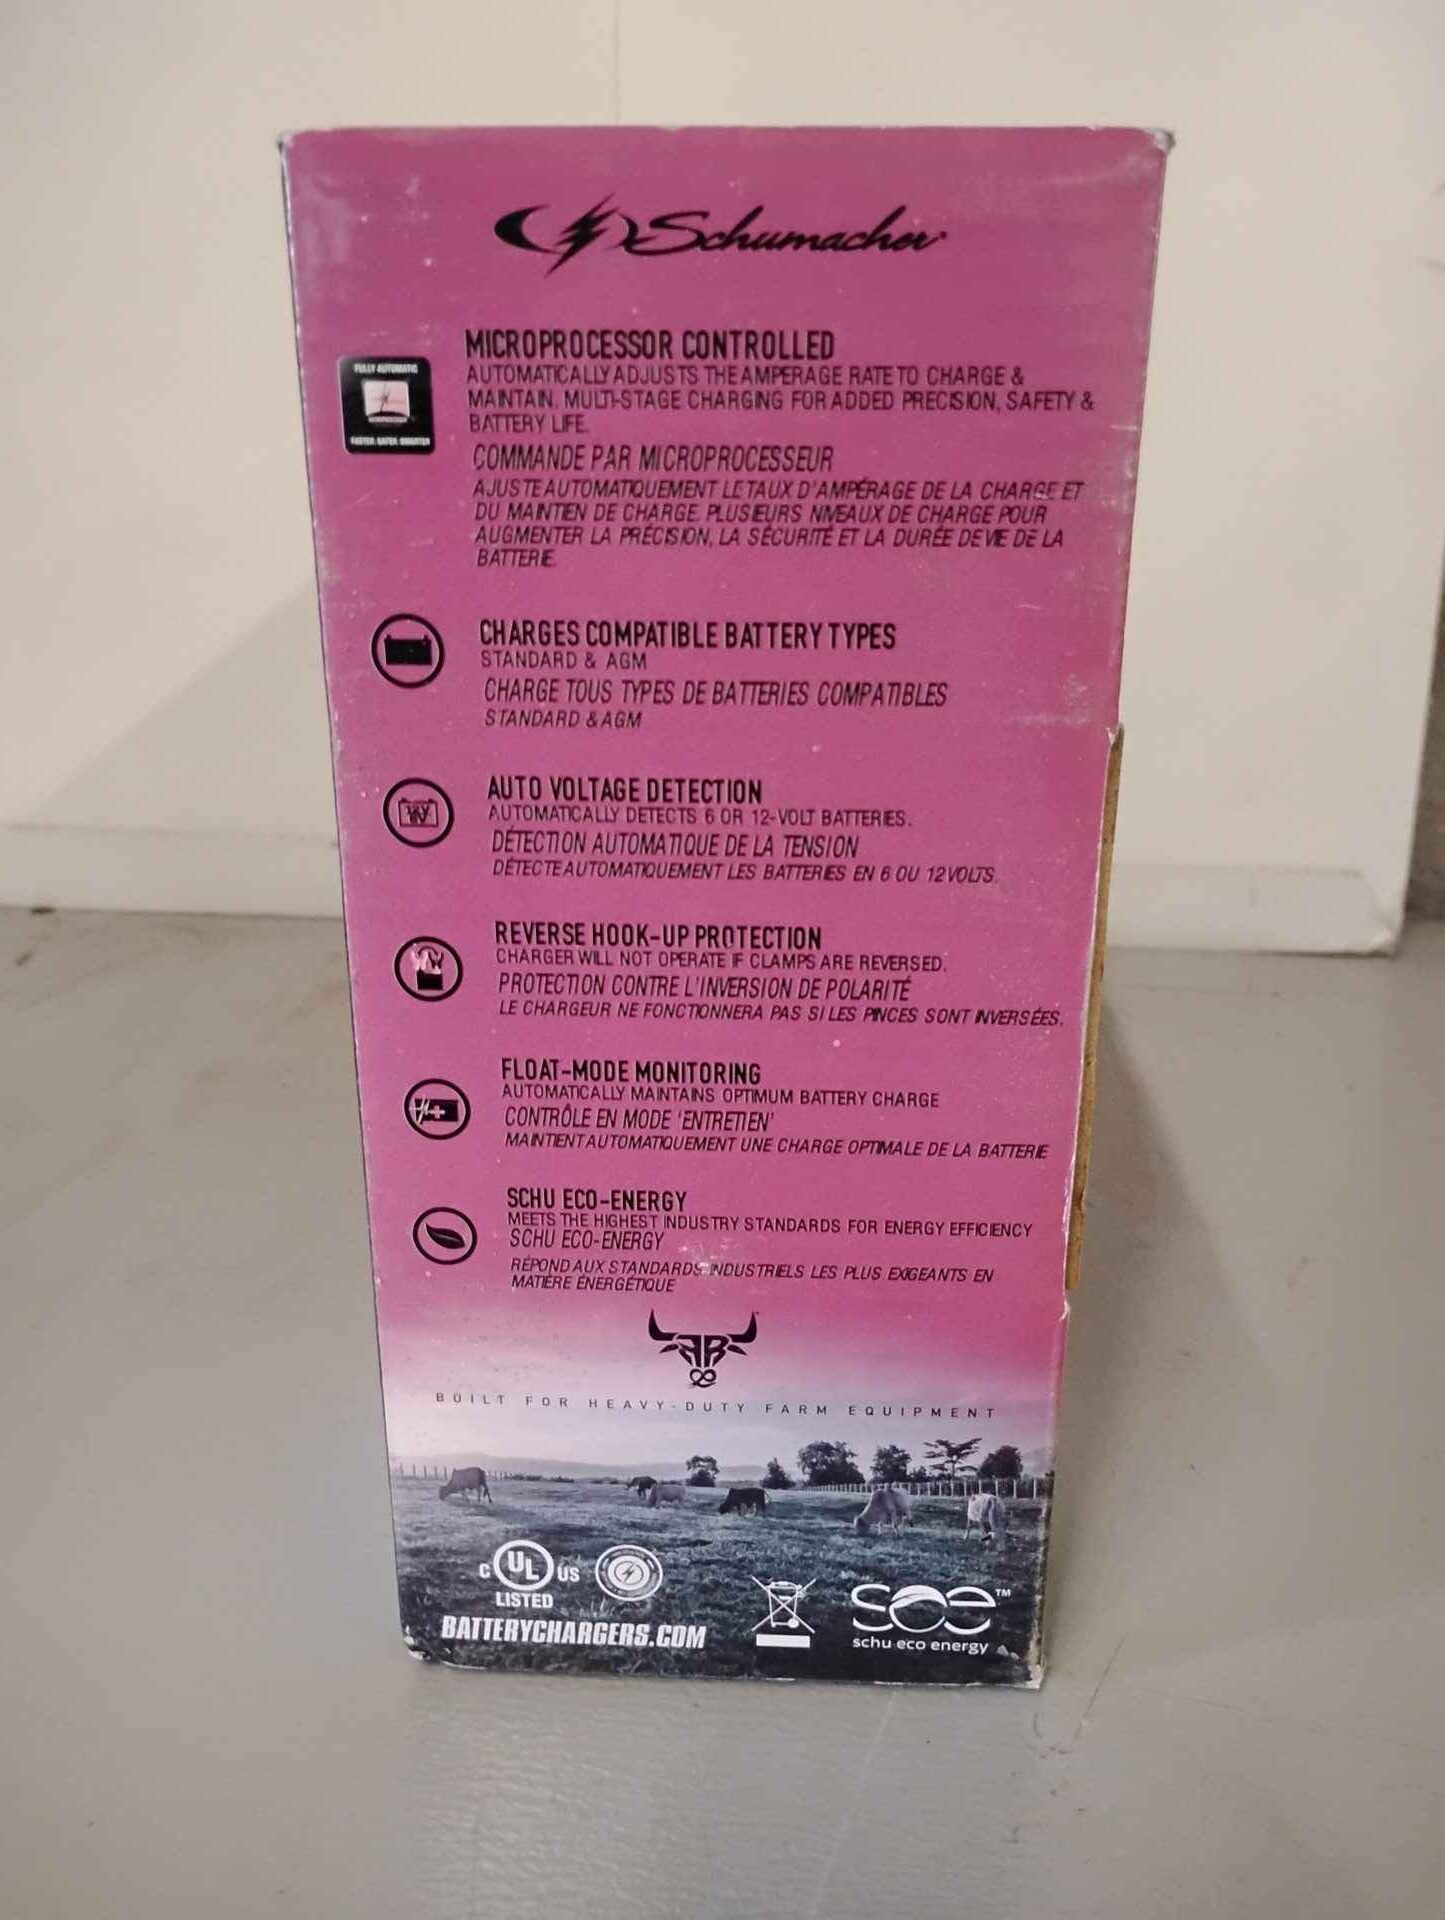 Schumacher
FULLY AUTOMATIC
FASTER SAFER SMARTER
MICROPROCESSOR CONTROLLED
AUTOMATICALLY ADJUSTS THE AMPERAGE RATE TO CHARGE &
MAINTAIN. MULTI-STAGE CHARGING FOR ADDED PRECISION, SAFETY &
BATTERY LIFE.
COMMANDE PAR MICROPROCESSEUR
AJUSTE AUTOMATIQUEMENT LE TAUX D'AMPÉRAGE DE LA CHARGE ET
DU MAINTIEN DE CHARGE. PLUSIEURS NIVEAUX DE CHARGE POUR
AUGMENTER LA PRÉCISION, LA SÉCURITÉ ET LA DURÉE DE VIE DE LA
BATTERIE.
CHARGES COMPATIBLE BATTERY TYPES
STANDARD & AGM
CHARGE TOUS TYPES DE BATTERIES COMPATIBLES
STANDARD & AGM
AUTO VOLTAGE DETECTION
AUTOMATICALLY DETECTS 6 OR 12-VOLT BATTERIES.
DÉTECTION AUTOMATIQUE DE LA TENSION
DÉTECTE AUTOMATIQUEMENT LES BATTERIES EN 6 OU 12 VOLTS.
REVERSE HOOK-UP PROTECTION
CHARGER WILL NOT OPERATE IF CLAMPS ARE REVERSED.
PROTECTION CONTRE L'INVERSION DE POLARITÉ
LE CHARGEUR NE FONCTIONNERA PAS SI LES PINCES SONT INVERSÉES.
FLOAT-MODE MONITORING
AUTOMATICALLY MAINTAINS OPTIMUM BATTERY CHARGE
CONTRÔLE EN MODE 'ENTRETIEN'
MAINTIENT AUTOMATIQUEMENT UNE CHARGE OPTIMALE DE LA BATTERIE
SCHU ECO-ENERGY
MEETS THE HIGHEST INDUSTRY STANDARDS FOR ENERGY EFFICIENCY
SCHU ECO-ENERGY
RÉPOND AUX STANDARDS INDUSTRIELS LES PLUS EXIGEANTS EN
MATIÈRE ÉNERGÉTIQUE
BUILT FOR HEAVY-DUTY FARM EQUIPMENT
C UL US
LISTED
BATTERYCHARGERS.COM
see™
schu eco energy